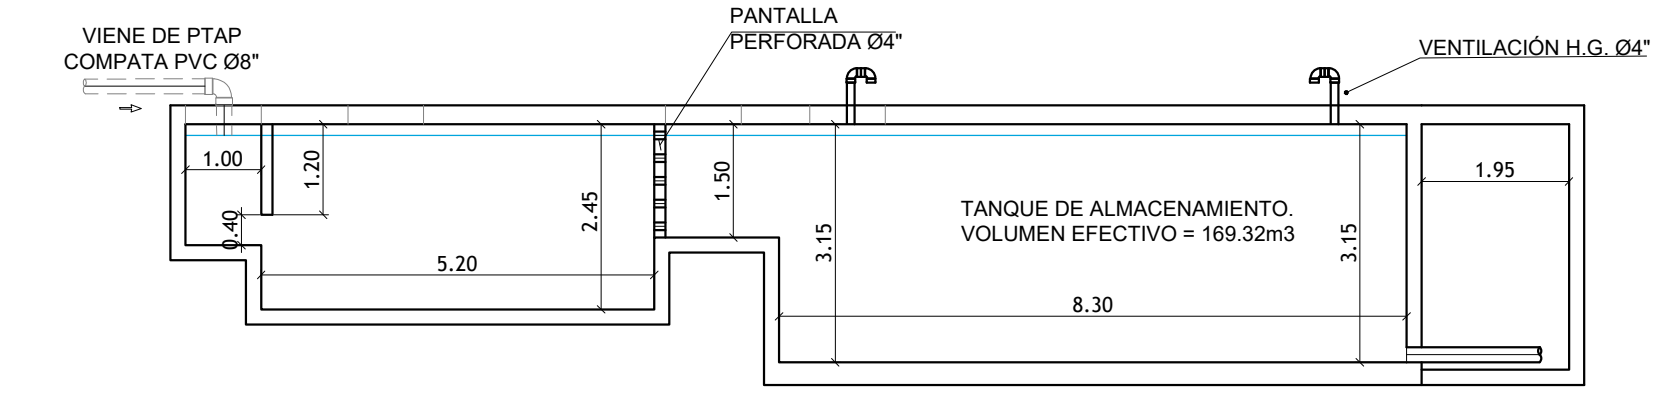 PANTALLA
PERFORADA Ø4"
VIENE DE PTAP
COMPATA PVC Ø8"
VENTILACIÓN H.G. Ø4"
1.00
1.20
0.40
2.45
5.20
1.50
3.15
TANQUE DE ALMACENAMIENTO.
VOLUMEN EFECTIVO = 169.32m3
8.30
3.15
1.95